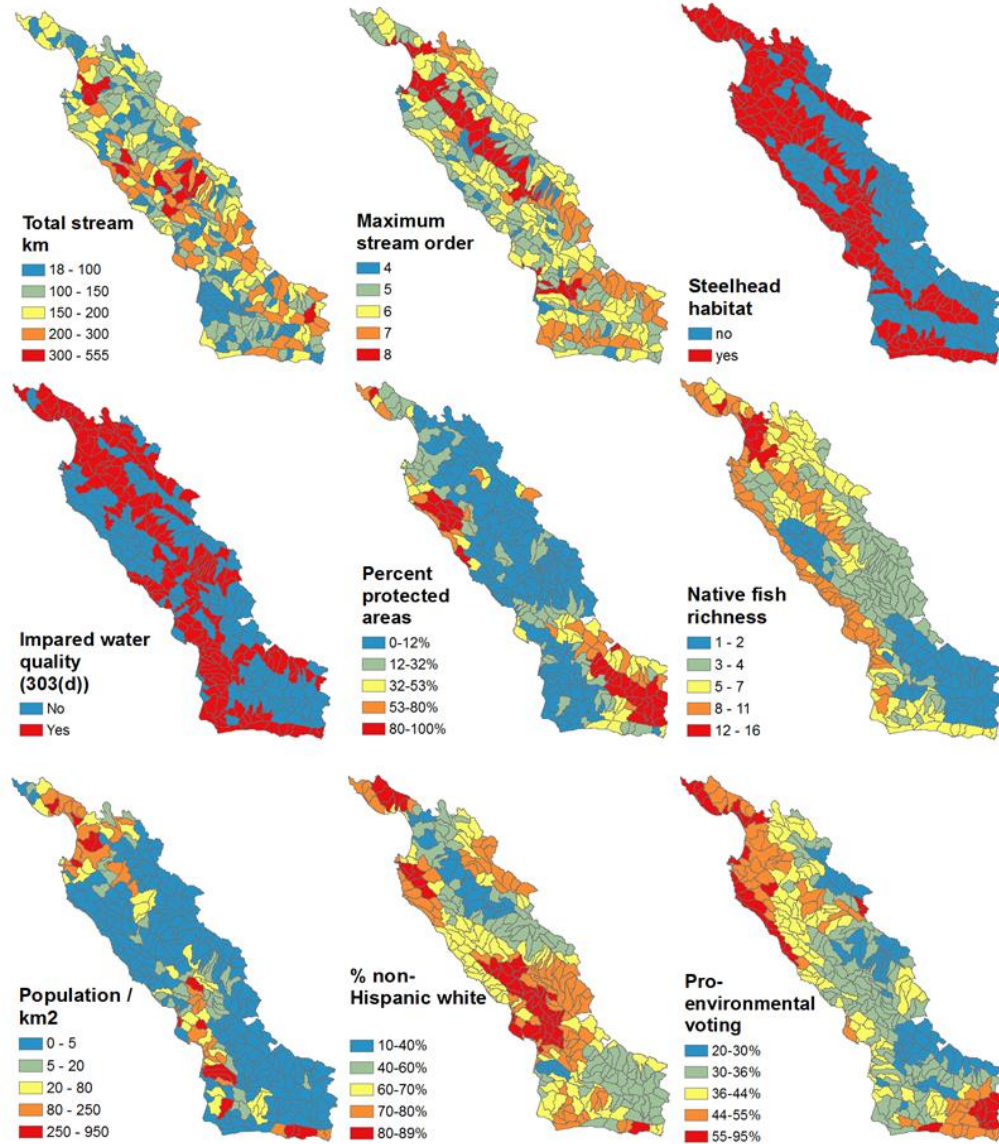 Total stream
km
18 - 100
100 - 150
150 - 200
200 - 300
300 - 555
Maximum
stream order
4
5
6
7
8
Steelhead
habitat
no
yes
Impared water
quality
(303(d))
No
Yes
Percent
protected
areas
0-12%
12-32%
32-53%
53-80%
80-100%
Native fish
richness
1 - 2
3 - 4
5 - 7
8 - 11
12 - 16
Population /
km2
0 - 5
5 - 20
20 - 80
80 - 250
250 - 950
% non-
Hispanic white
10-40%
40-60%
60-70%
70-80%
80-89%
Pro-
environmental
voting
20-30%
30-36%
36-44%
44-55%
55-95%